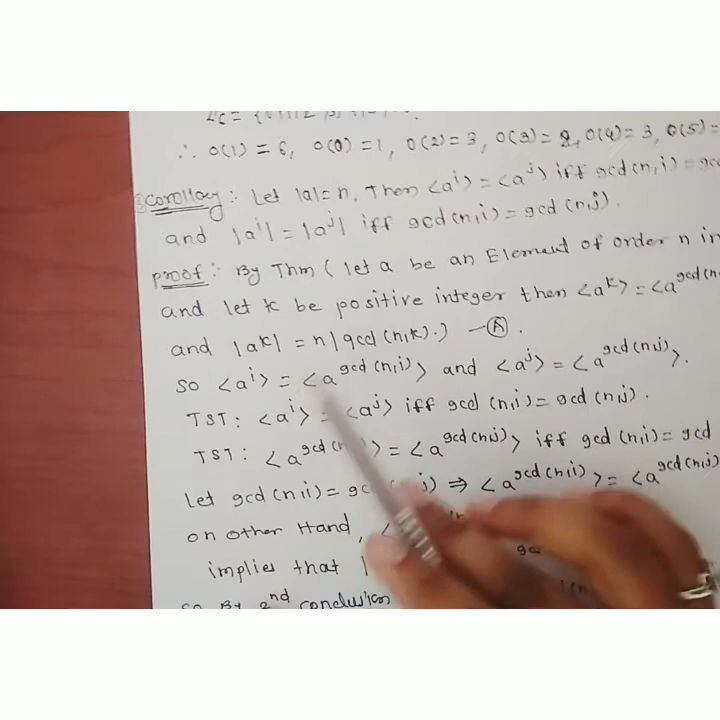 ∴ o(1) = 6, o(0) = 1, o(2) = 3, o(3) = 2, o(4) = 3, o(5) =
corollary: Let |a|= n, Then <a^i> = <a^j> iff gcd(n,i) =
and |a^i| = |a^j| iff gcd(n,i) = gcd(n,j).
proof: By Thm ( let a be an Element of order n in
and let k be positive integer then <a^k> = <a^gcd(n
and |a^k| = n/gcd(n,k).) —Ⓐ.
so <a^i> = <a^gcd(n,i)> and <a^j> = <a^gcd(n,j)>.
TST: <a^i> = <a^j> iff gcd(n,i) = gcd(n,j).
TST: <a^gcd(n,i)> = <a^gcd(n,j)> iff gcd(n,i) = gcd
let gcd(n,i) = j) ⇒ <a^gcd(n,i)> = <a^gcd(n,j)
on other Hand, <
implies that |
so By 2nd conclusion